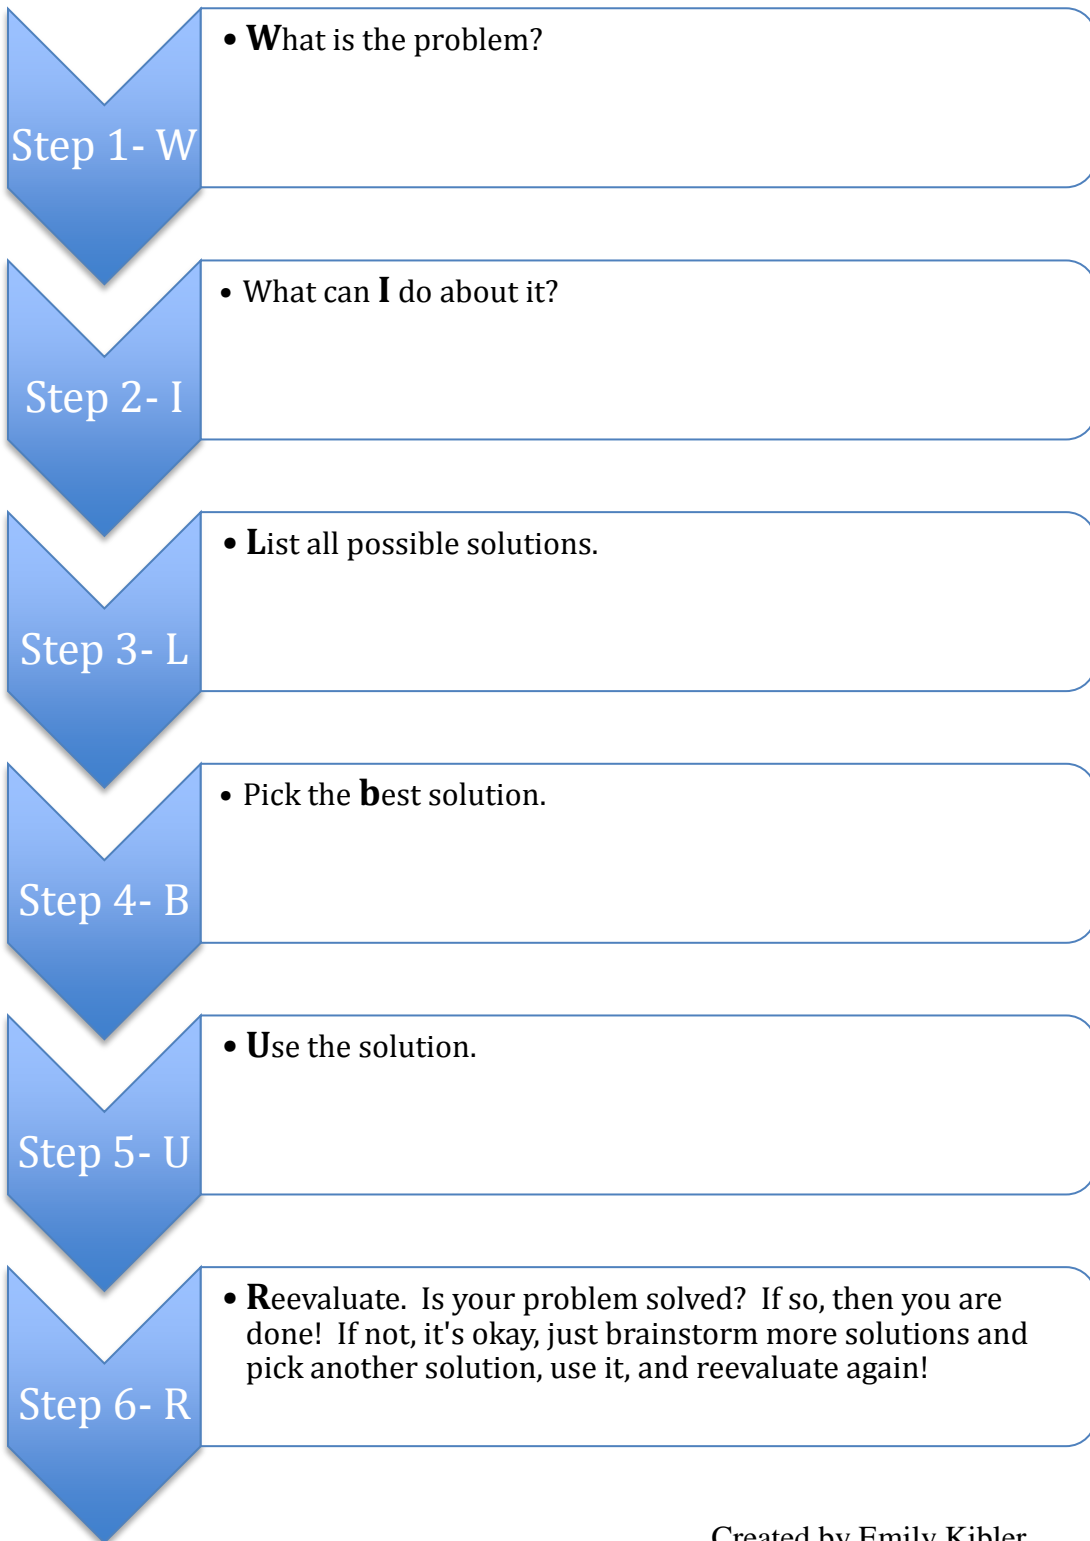 • What is the problem?
Step 1- W
• What can I do about it?
Step 2- I
• List all possible solutions.
Step 3- L
• Pick the best solution.
Step 4- B
• Use the solution.
Step 5- U
• Reevaluate.  Is your problem solved?  If so, then you are
done!  If not, it's okay, just brainstorm more solutions and
pick another solution, use it, and reevaluate again!
Step 6- R
Created by Emily Kibler